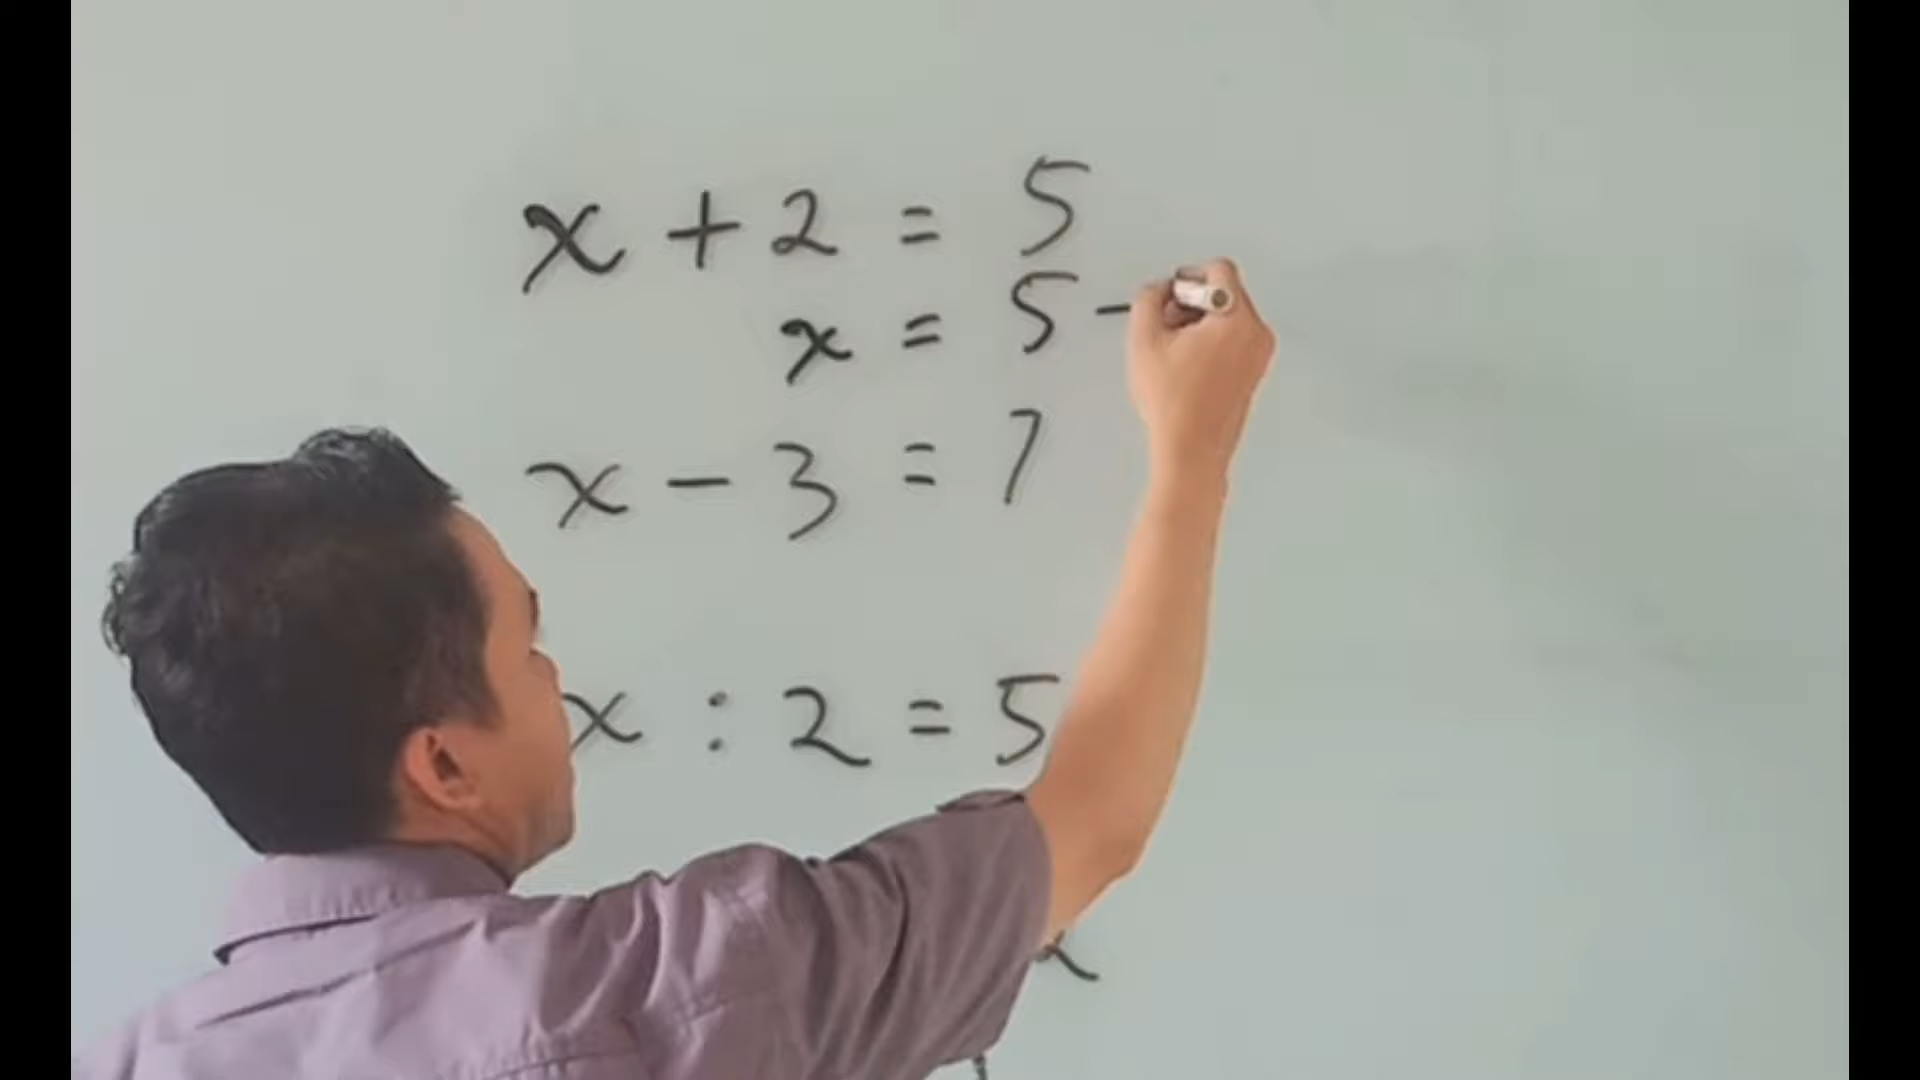 x + 2 = 5
x = 5 -
x - 3 = 7
x : 2 = 5